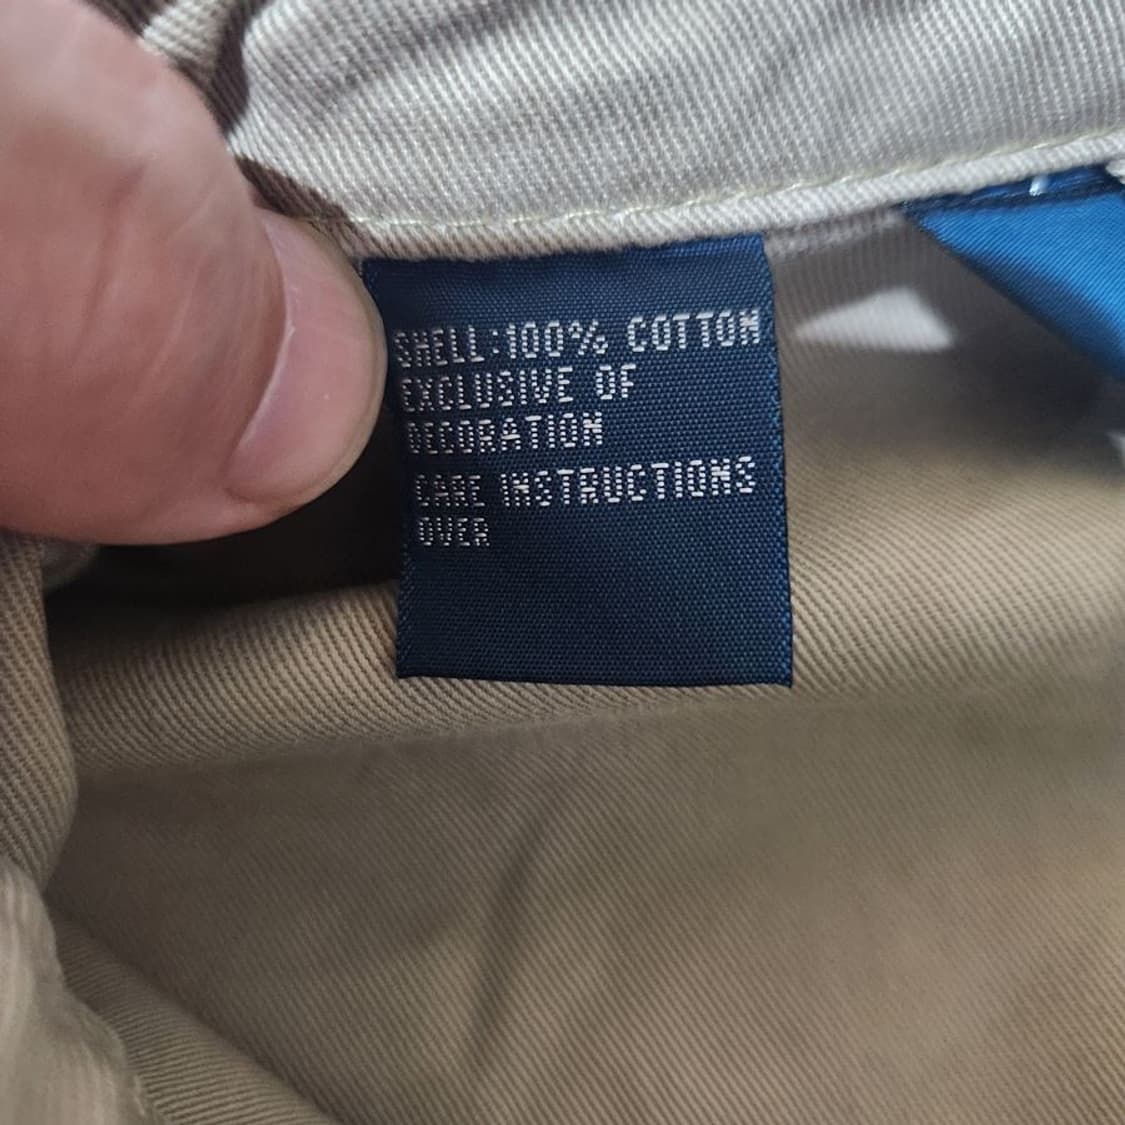 SHELL:100% COTTON
EXCLUSIVE OF
DECORATION
CARE INSTRUCTIONS
OVER